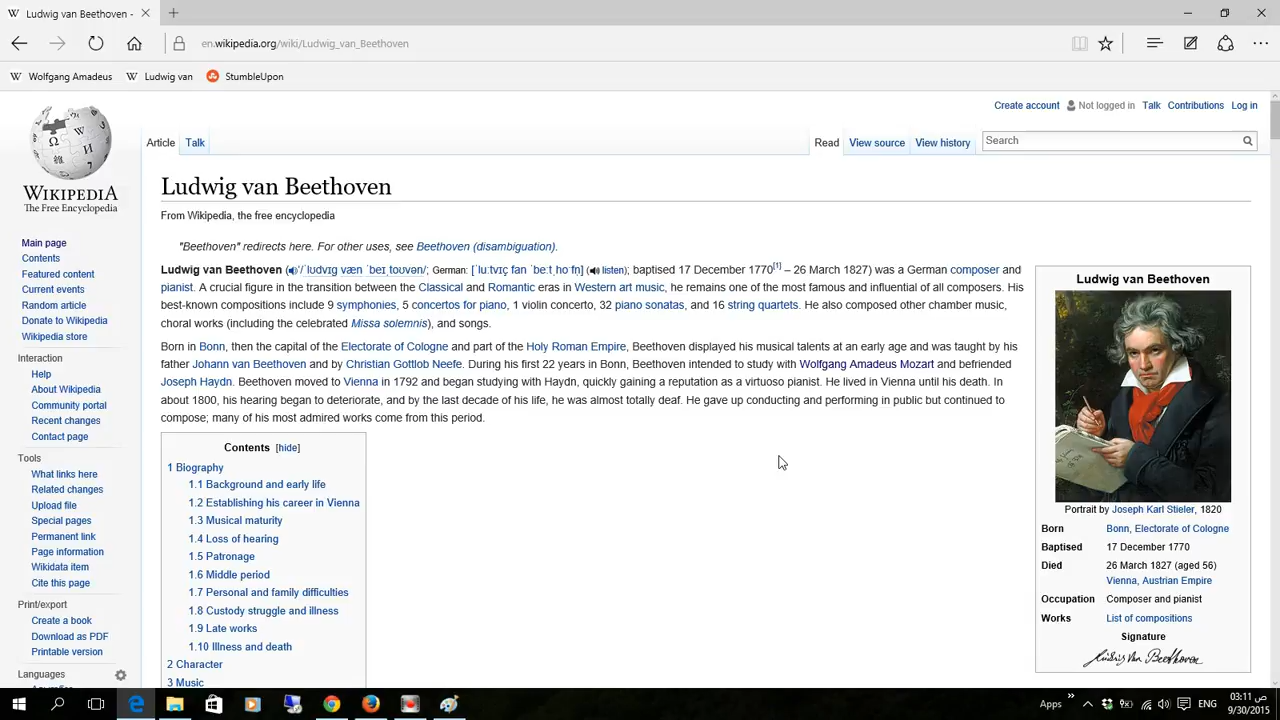 Ludwig van Beethoven -
en.wikipedia.org/wiki/Ludwig_van_Beethoven
Wolfgang Amadeus
Ludwig van
StumbleUpon
Create account
Not logged in
Talk
Contributions
Log in
Article
Talk
Read
View source
View history
Search
WIKIPEDIA
The Free Encyclopedia
Main page
Contents
Featured content
Current events
Random article
Donate to Wikipedia
Wikipedia store
Interaction
Help
About Wikipedia
Community portal
Recent changes
Contact page
Tools
What links here
Related changes
Upload file
Special pages
Permanent link
Page information
Wikidata item
Cite this page
Print/export
Create a book
Download as PDF
Printable version
Languages
Ludwig van Beethoven
From Wikipedia, the free encyclopedia
"Beethoven" redirects here. For other uses, see Beethoven (disambiguation).
Ludwig van Beethoven (/ˈlʊdvɪɡ væn ˈbeɪˌtoʊvən/; German: [ˈluːtvɪç fan ˈbeːtˌhoˑfn̩] (listen); baptised 17 December 1770[1] – 26 March 1827) was a German composer and
pianist. A crucial figure in the transition between the Classical and Romantic eras in Western art music, he remains one of the most famous and influential of all composers. His
best-known compositions include 9 symphonies, 5 concertos for piano, 1 violin concerto, 32 piano sonatas, and 16 string quartets. He also composed other chamber music,
choral works (including the celebrated Missa solemnis), and songs.
Born in Bonn, then the capital of the Electorate of Cologne and part of the Holy Roman Empire, Beethoven displayed his musical talents at an early age and was taught by his
father Johann van Beethoven and by Christian Gottlob Neefe. During his first 22 years in Bonn, Beethoven intended to study with Wolfgang Amadeus Mozart and befriended
Joseph Haydn. Beethoven moved to Vienna in 1792 and began studying with Haydn, quickly gaining a reputation as a virtuoso pianist. He lived in Vienna until his death. In
about 1800, his hearing began to deteriorate, and by the last decade of his life, he was almost totally deaf. He gave up conducting and performing in public but continued to
compose; many of his most admired works come from this period.
Contents [hide]
1 Biography
1.1 Background and early life
1.2 Establishing his career in Vienna
1.3 Musical maturity
1.4 Loss of hearing
1.5 Patronage
1.6 Middle period
1.7 Personal and family difficulties
1.8 Custody struggle and illness
1.9 Late works
1.10 Illness and death
2 Character
3 Music
Ludwig van Beethoven
Portrait by Joseph Karl Stieler, 1820
Born Bonn, Electorate of Cologne
Baptised 17 December 1770
Died 26 March 1827 (aged 56)
Vienna, Austrian Empire
Occupation Composer and pianist
Works List of compositions
Signature
Ludwig van Beethoven
Apps
ENG
03:11 ص
9/30/2015